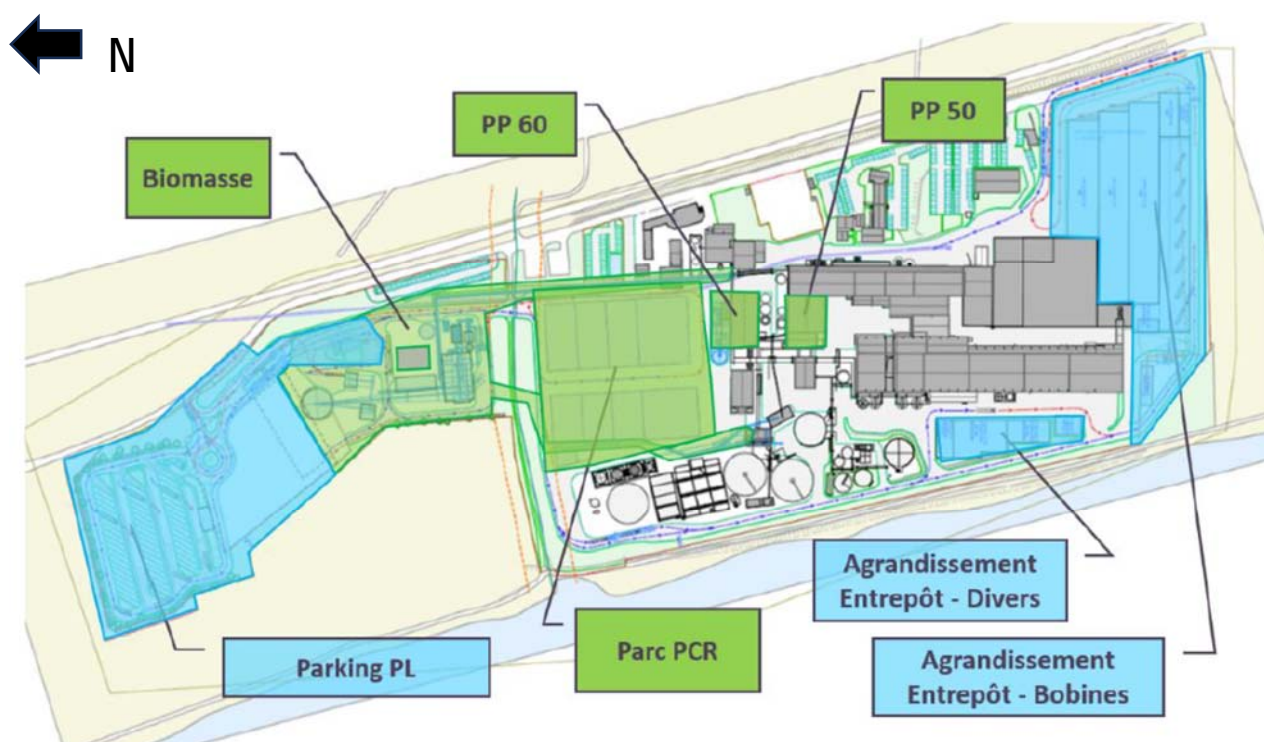 N
PP 60
PP 50
Biomasse
Agrandissement
Entrepôt - Divers
Parc PCR
Parking PL
Agrandissement
Entrepôt - Bobines